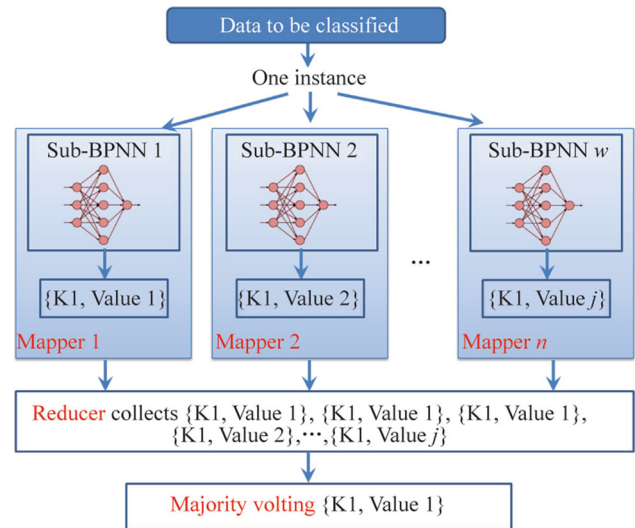 Data to be classified
One instance
Sub-BPNN 1
Sub-BPNN 2
Sub-BPNN w
...
{K1, Value 1}
{K1, Value 2}
{K1, Value j}
Mapper 1
Mapper 2
Mapper n
Reducer collects {K1, Value 1}, {K1, Value 1}, {K1, Value 1},
{K1, Value 2},···,{K1, Value j}
Majority volting {K1, Value 1}